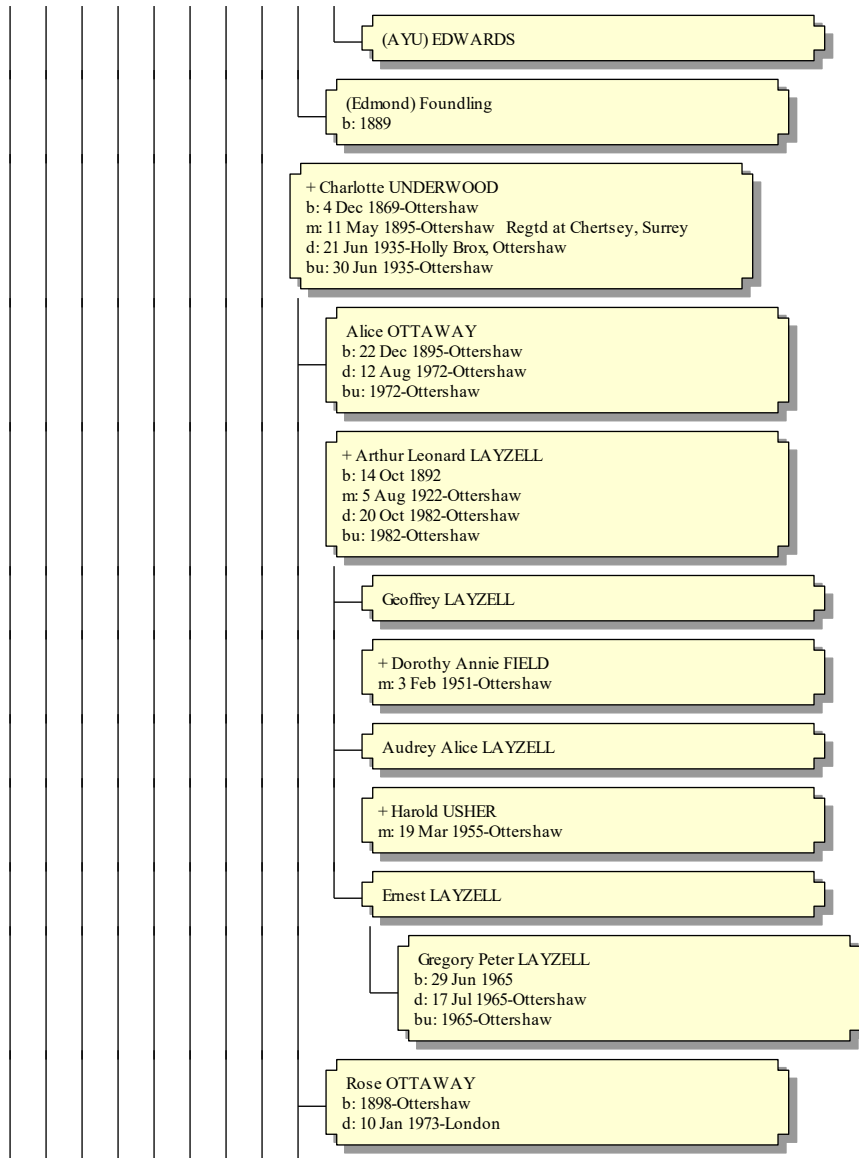 (AYU) EDWARDS
(Edmond) Foundling
b: 1889
+ Charlotte UNDERWOOD
b: 4 Dec 1869-Ottershaw
m: 11 May 1895-Ottershaw   Regtd at Chertsey, Surrey
d: 21 Jun 1935-Holly Brox, Ottershaw
bu: 30 Jun 1935-Ottershaw
Alice OTTAWAY
b: 22 Dec 1895-Ottershaw
d: 12 Aug 1972-Ottershaw
bu: 1972-Ottershaw
+ Arthur Leonard LAYZELL
b: 14 Oct 1892
m: 5 Aug 1922-Ottershaw
d: 20 Oct 1982-Ottershaw
bu: 1982-Ottershaw
Geoffrey LAYZELL
+ Dorothy Annie FIELD
m: 3 Feb 1951-Ottershaw
Audrey Alice LAYZELL
+ Harold USHER
m: 19 Mar 1955-Ottershaw
Ernest LAYZELL
Gregory Peter LAYZELL
b: 29 Jun 1965
d: 17 Jul 1965-Ottershaw
bu: 1965-Ottershaw
Rose OTTAWAY
b: 1898-Ottershaw
d: 10 Jan 1973-London